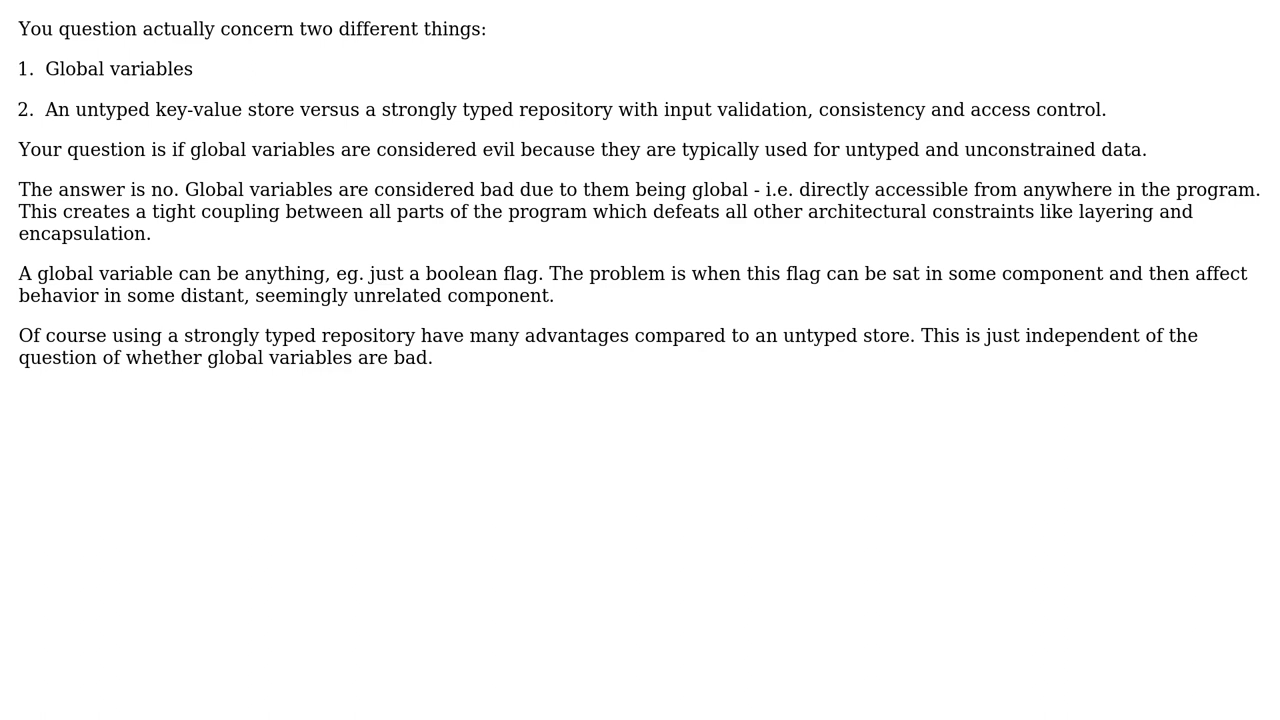 You question actually concern two different things:
1. Global variables
2. An untyped key-value store versus a strongly typed repository with input validation, consistency and access control.
Your question is if global variables are considered evil because they are typically used for untyped and unconstrained data.
The answer is no. Global variables are considered bad due to them being global - i.e. directly accessible from anywhere in the program.
This creates a tight coupling between all parts of the program which defeats all other architectural constraints like layering and
encapsulation.
A global variable can be anything, eg. just a boolean flag. The problem is when this flag can be sat in some component and then affect
behavior in some distant, seemingly unrelated component.
Of course using a strongly typed repository have many advantages compared to an untyped store. This is just independent of the
question of whether global variables are bad.